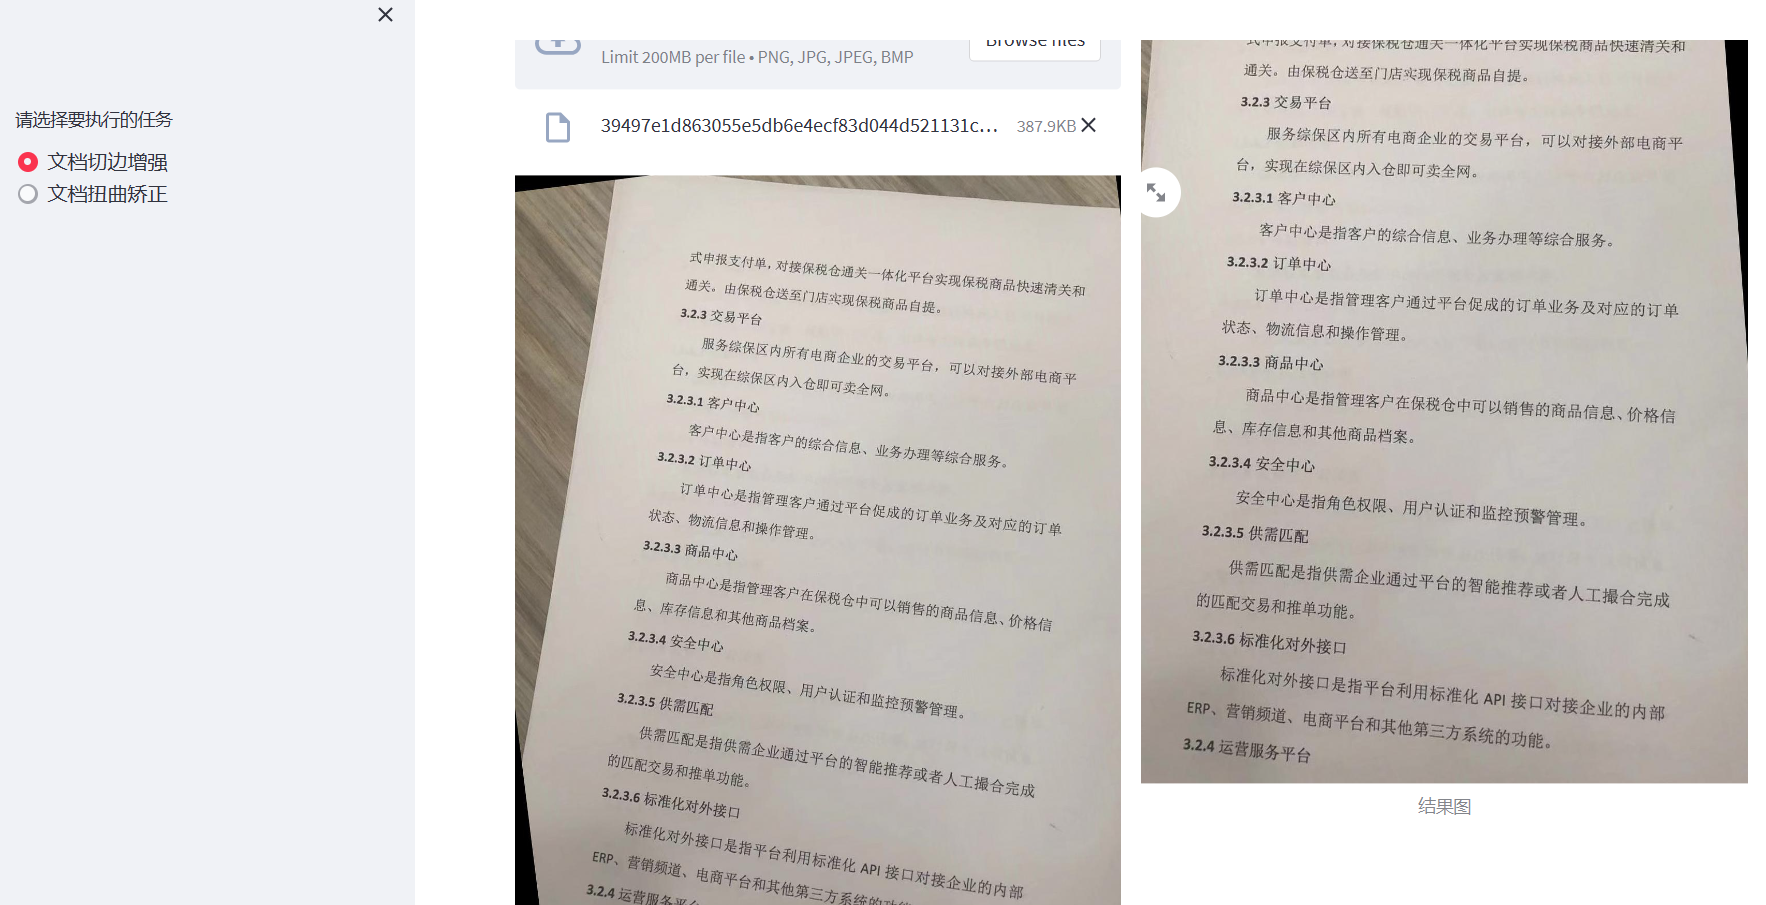 请选择要执行的任务
文档切边增强
文档扭曲矫正
Browse files
Limit 200MB per file • PNG, JPG, JPEG, BMP
39497e1d863055e5db6e4ecf83d044d521131c...
387.9KB
式申报支付单，对接保税仓通关一体化平台实现保税商品快速清关和
通关。由保税仓送至门店实现保税商品自提。
3.2.3 交易平台
服务综保区内所有电商企业的交易平台，可以对接外部电商平
台，实现在综保区内入仓即可卖全网。
3.2.3.1 客户中心
客户中心是指客户的综合信息、业务办理等综合服务。
3.2.3.2 订单中心
订单中心是指管理客户通过平台促成的订单业务及对应的订单
状态、物流信息和操作管理。
3.2.3.3 商品中心
商品中心是指管理客户在保税仓中可以销售的商品信息、价格信
息、库存信息和其他商品档案。
3.2.3.4 安全中心
安全中心是指角色权限、用户认证和监控预警管理。
3.2.3.5 供需匹配
供需匹配是指供需企业通过平台的智能推荐或者人工撮合完成
的匹配交易和推单功能。
3.2.3.6 标准化对外接口
标准化对外接口是指平台利用标准化 API 接口对接企业的内部
ERP、营销频道、电商平台和其他第三方系统的功能
3.2.4 运营服务平台
式申报支付单，对接保税仓通关一体化平台实现保税商品快速清关和
通关。由保税仓送至门店实现保税商品自提。
3.2.3 交易平台
服务综保区内所有电商企业的交易平台，可以对接外部电商平
台，实现在综保区内入仓即可卖全网。
3.2.3.1 客户中心
客户中心是指客户的综合信息、业务办理等综合服务。
3.2.3.2 订单中心
订单中心是指管理客户通过平台促成的订单业务及对应的订单
状态、物流信息和操作管理。
3.2.3.3 商品中心
商品中心是指管理客户在保税仓中可以销售的商品信息、价格信
息、库存信息和其他商品档案。
3.2.3.4 安全中心
安全中心是指角色权限、用户认证和监控预警管理。
3.2.3.5 供需匹配
供需匹配是指供需企业通过平台的智能推荐或者人工撮合完成
的匹配交易和推单功能。
3.2.3.6 标准化对外接口
标准化对外接口是指平台利用标准化 API 接口对接企业的内部
ERP、营销频道、电商平台和其他第三方系统的功能。
3.2.4 运营服务平台
结果图